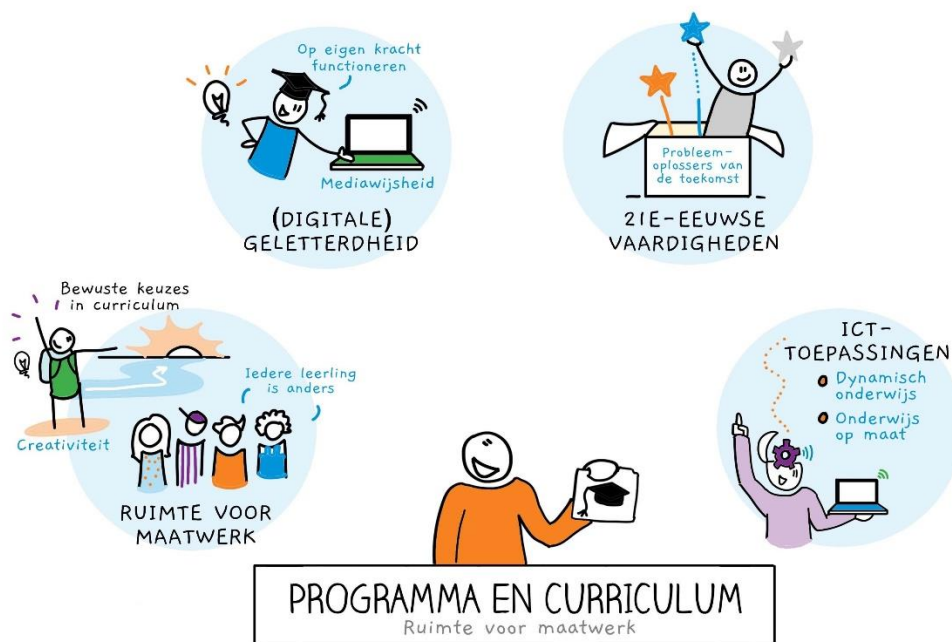 Op eigen kracht
functioneren
Mediawijsheid
(DIGITALE)
GELETTERDHEID
Probleem-
oplossers van
de toekomst
21E-EEUWSE
VAARDIGHEDEN
Bewuste keuzes
in curriculum
Iedere leerling
is anders
Creativiteit
RUIMTE VOOR
MAATWERK
ICT-
TOEPASSINGEN
Dynamisch
onderwijs
Onderwijs
op maat
PROGRAMMA EN CURRICULUM
Ruimte voor maatwerk